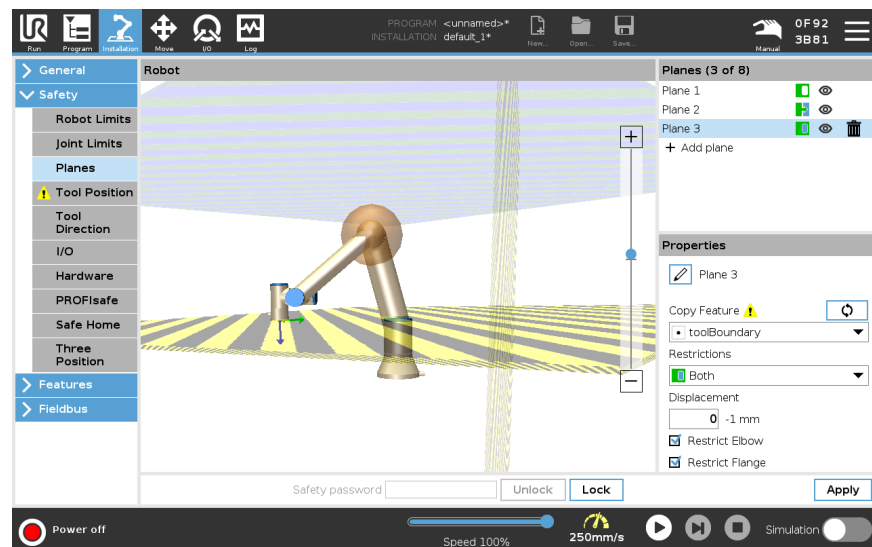 PROGRAM <unnamed>*
INSTALLATION default_1*
Run
Program
Installation
Move
I/O
Log
New...
Open...
Save...
Manual
0F92
3B81
General
Safety
Robot Limits
Joint Limits
Planes
Tool Position
Tool
Direction
I/O
Hardware
PROFIsafe
Safe Home
Three
Position
Features
Fieldbus
Robot
Planes (3 of 8)
Plane 1
Plane 2
Plane 3
+ Add plane
Properties
Plane 3
Copy Feature
toolBoundary
Restrictions
Both
Displacement
0 -1 mm
Restrict Elbow
Restrict Flange
Safety password
Unlock
Lock
Apply
Power off
Speed 100%
250mm/s
Simulation